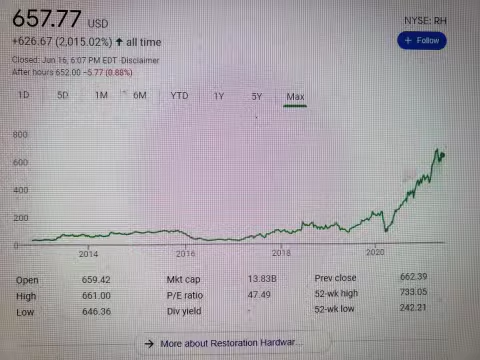 657.77 USD
NYSE: RH
+626.67 (2,015.02%) ↑ all time
+ Follow
Closed: Jun 16, 6:07 PM EDT · Disclaimer
After hours 652.00 −5.77 (0.88%)
1D 5D 1M 6M YTD 1Y 5Y Max
800
600
400
200
0
2014 2016 2018 2020
Open 659.42 Mkt cap 13.83B Prev close 662.39
High 661.00 P/E ratio 47.49 52-wk high 733.05
Low 646.36 Div yield - 52-wk low 242.21
→ More about Restoration Hardwar...